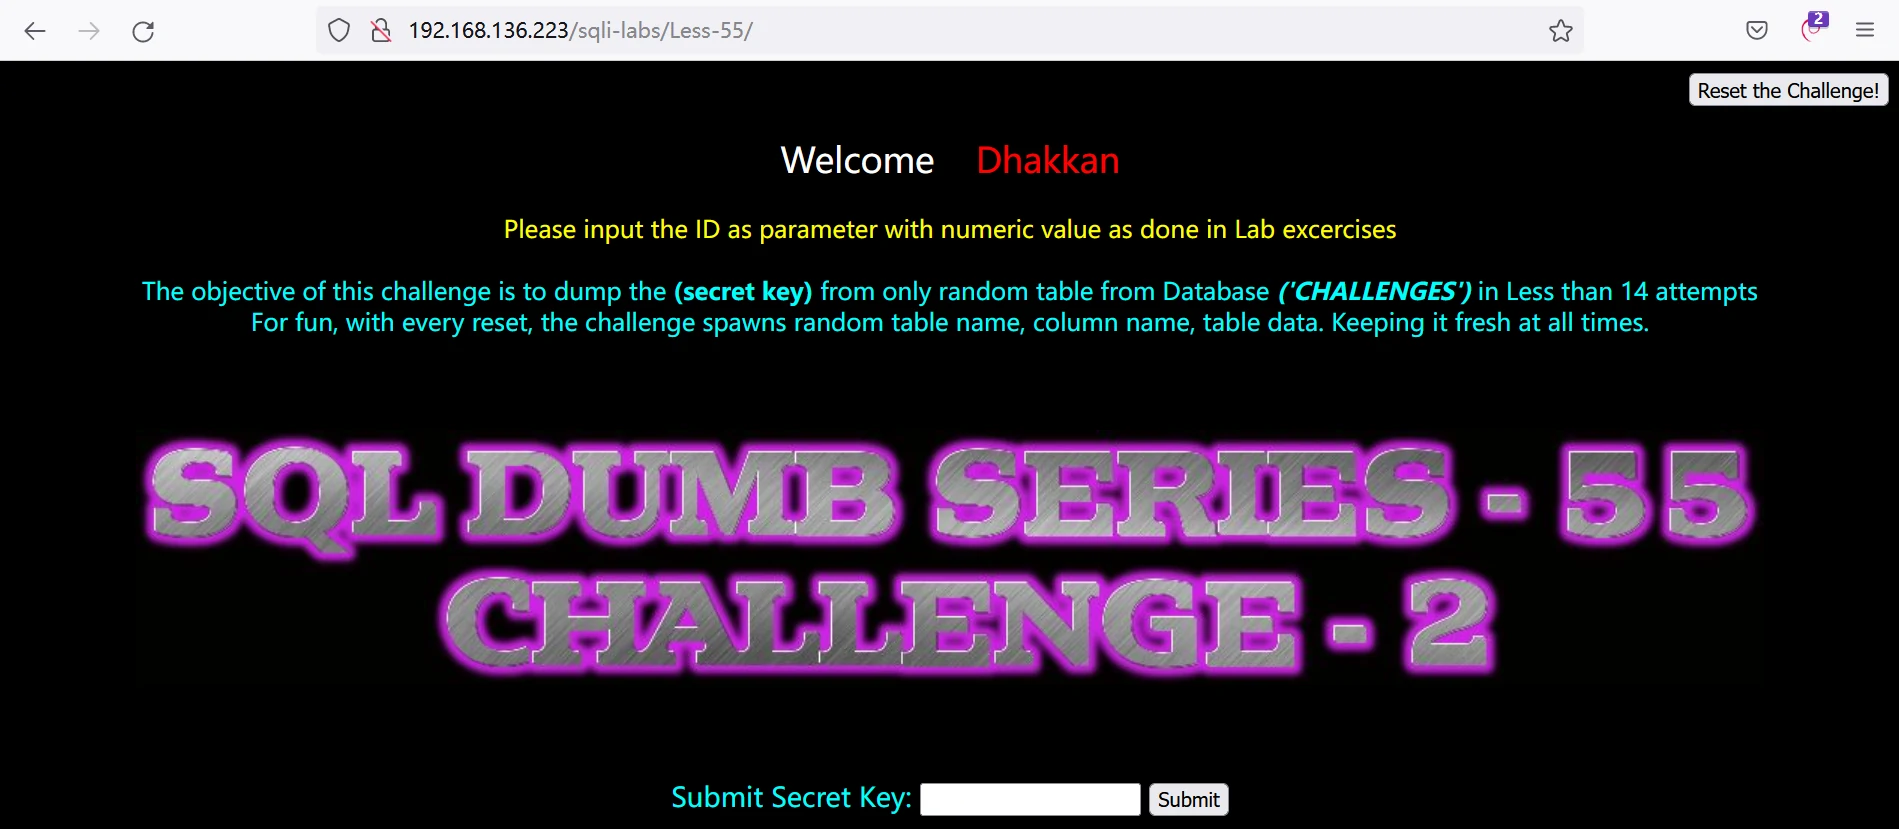 192.168.136.223/sqli-labs/Less-55/
2
Reset the Challenge!
Welcome Dhakkan
Please input the ID as parameter with numeric value as done in Lab excercises
The objective of this challenge is to dump the (secret key) from only random table from Database ('CHALLENGES') in Less than 14 attempts
For fun, with every reset, the challenge spawns random table name, column name, table data. Keeping it fresh at all times.
SQL DUMB SERIES - 55
CHALLENGE - 2
Submit Secret Key: Submit